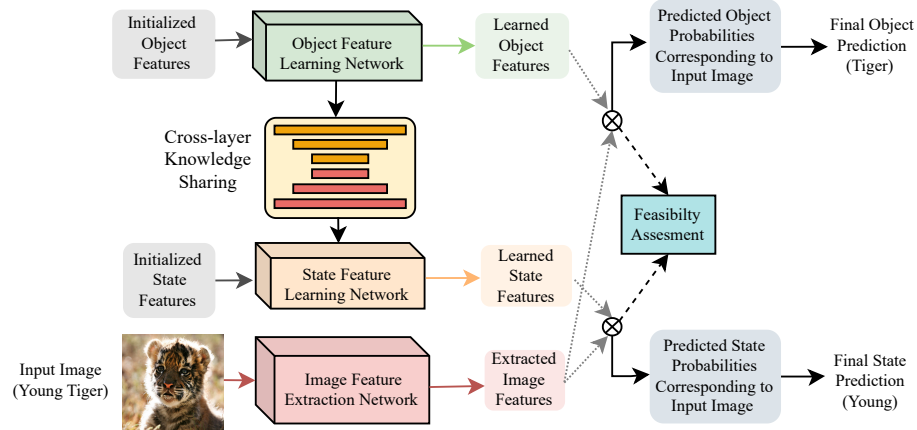 Initialized
Object
Features
Object Feature
Learning Network
Learned
Object
Features
Predicted Object
Probabilities
Corresponding to
Input Image
Final Object
Prediction
(Tiger)
Cross-layer
Knowledge
Sharing
Feasibilty
Assesment
Initialized
State
Features
State Feature
Learning Network
Learned
State
Features
Input Image
(Young Tiger)
Image Feature
Extraction Network
Extracted
Image
Features
Predicted State
Probabilities
Corresponding to
Input Image
Final State
Prediction
(Young)